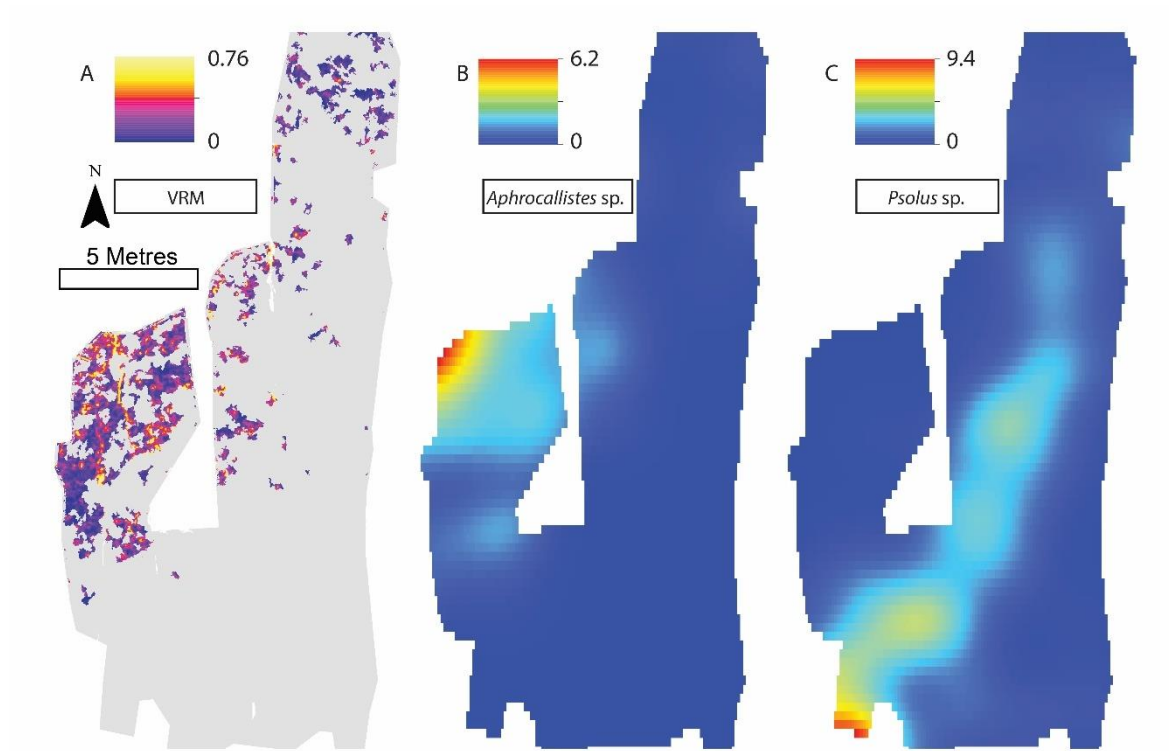 A
0.76
0
N
VRM
5 Metres
B
6.2
0
Aphrocallistes sp.
C
9.4
0
Psolus sp.